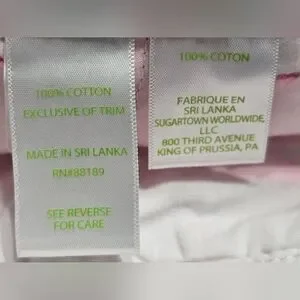 100% COTTON
EXCLUSIVE OF TRIM
MADE IN SRI LANKA
RN#88189
SEE REVERSE
FOR CARE
100% COTON
FABRIQUE EN
SRI LANKA
SUGARTOWN WORLDWIDE,
LLC
800 THIRD AVENUE
KING OF PRUSSIA, PA